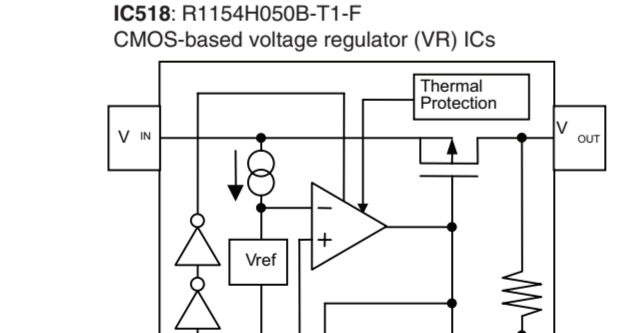 IC518: R1154H050B-T1-F
CMOS-based voltage regulator (VR) ICs
Thermal
Protection
V IN
V OUT
−
+
Vref